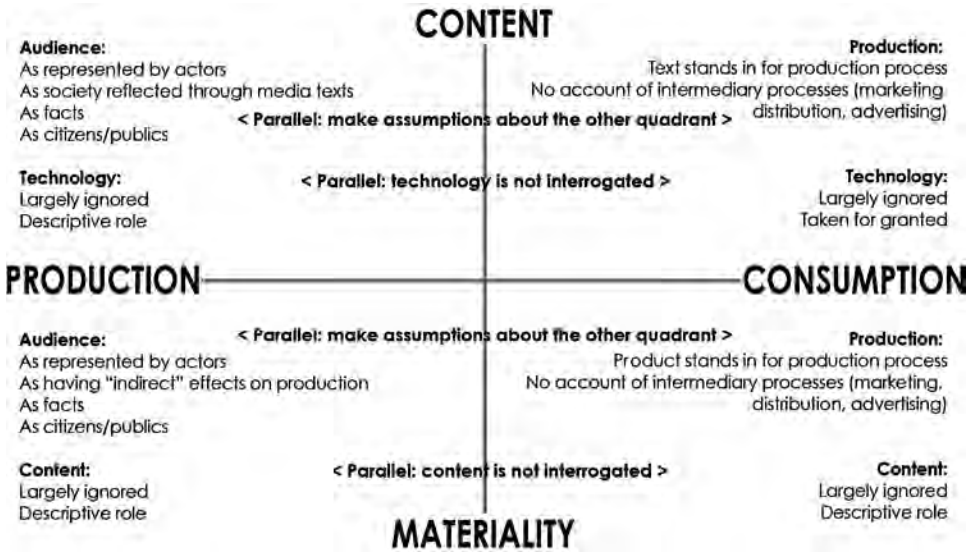 CONTENT
Audience:
As represented by actors
As society reflected through media texts
As facts
As citizens/publics
Production:
Text stands in for production process
No account of intermediary processes (marketing
distribution, advertising)
< Parallel: make assumptions about the other quadrant >
Technology:
Largely ignored
Descriptive role
< Parallel: technology is not interrogated >
Technology:
Largely ignored
Taken for granted
PRODUCTION
CONSUMPTION
Audience:
As represented by actors
As having "indirect" effects on production
As facts
As citizens/publics
< Parallel: make assumptions about the other quadrant >
Production:
Product stands in for production process
No account of intermediary processes (marketing,
distribution, advertising)
Content:
Largely ignored
Descriptive role
< Parallel: content is not interrogated >
Content:
Largely ignored
Descriptive role
MATERIALITY